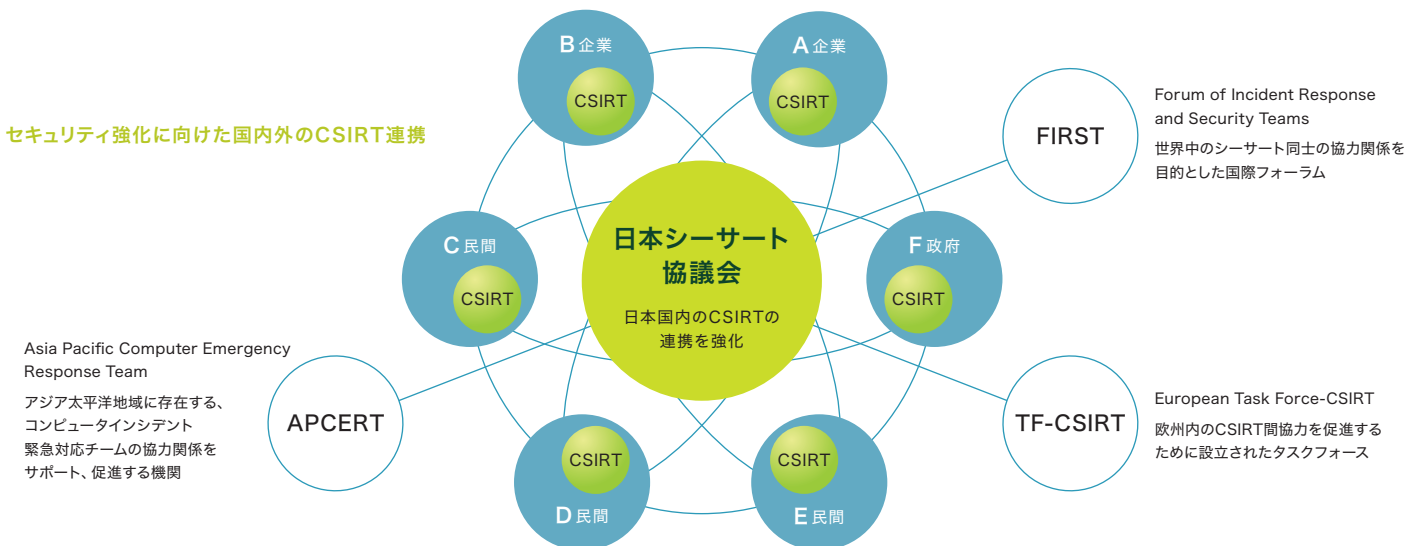 セキュリティ強化に向けた国内外のCSIRT連携
B企業
CSIRT
A企業
CSIRT
FIRST
Forum of Incident Response
and Security Teams
世界中のシーサート同士の協力関係を
目的とした国際フォーラム
C民間
CSIRT
日本シーサート
協議会
日本国内のCSIRTの
連携を強化
F政府
CSIRT
Asia Pacific Computer Emergency
Response Team
アジア太平洋地域に存在する、
コンピュータインシデント
緊急対応チームの協力関係を
サポート、促進する機関
APCERT
CSIRT
D民間
CSIRT
E民間
TF-CSIRT
European Task Force-CSIRT
欧州内のCSIRT間協力を促進する
ために設立されたタスクフォース